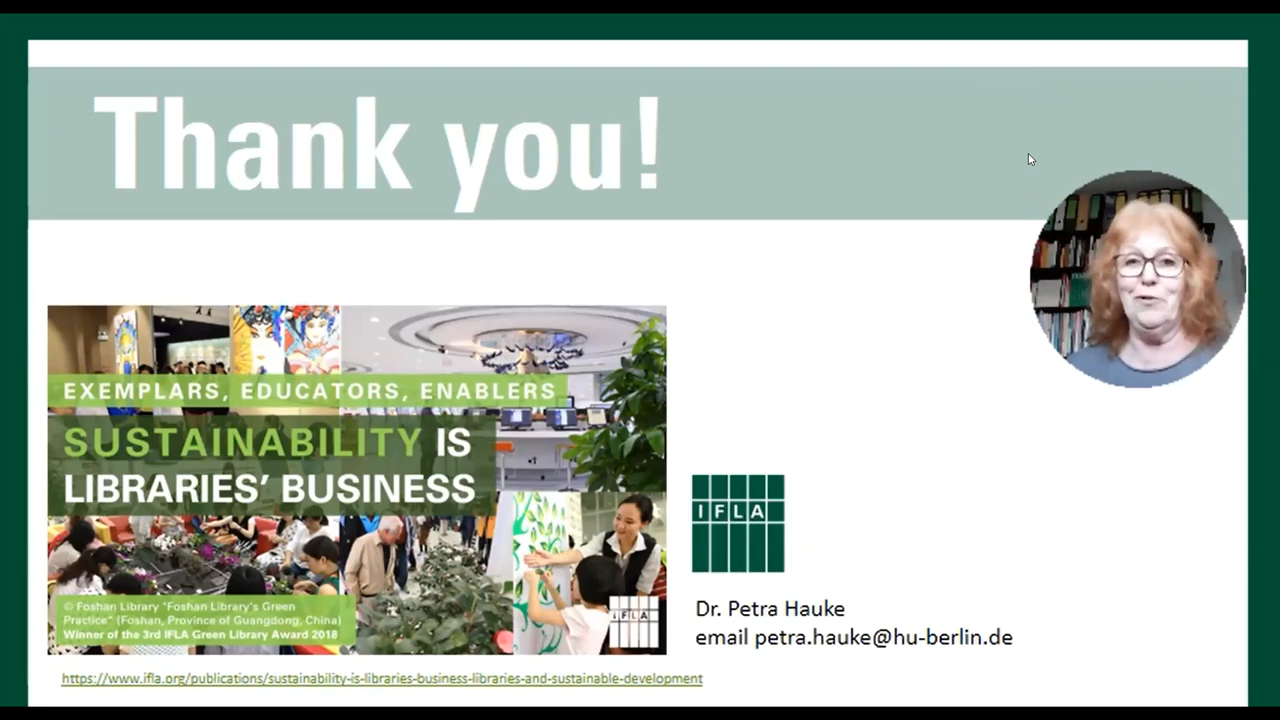 Thank you!
EXEMPLARS, EDUCATORS, ENABLERS
SUSTAINABILITY IS
LIBRARIES' BUSINESS
© Foshan Library "Foshan Library's Green
Practice" (Foshan, Province of Guangdong, China)
Winner of the 3rd IFLA Green Library Award 2018
IFLA
IFLA
Dr. Petra Hauke
email petra.hauke@hu-berlin.de
https://www.ifla.org/publications/sustainability-is-libraries-business-libraries-and-sustainable-development